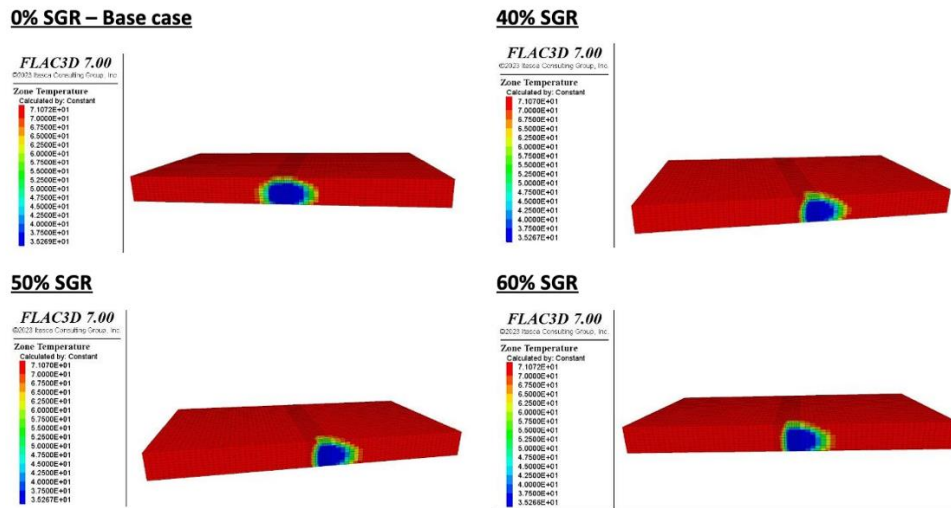 0% SGR – Base case
FLAC3D 7.00
©2023 Itasca Consulting Group, Inc.
Zone Temperature
Calculated by: Constant
7.1072E+01
7.0000E+01
6.7500E+01
6.5000E+01
6.2500E+01
6.0000E+01
5.7500E+01
5.5000E+01
5.2500E+01
5.0000E+01
4.7500E+01
4.5000E+01
4.2500E+01
4.0000E+01
3.7500E+01
3.5269E+01
40% SGR
FLAC3D 7.00
©2023 Itasca Consulting Group, Inc.
Zone Temperature
Calculated by: Constant
7.1070E+01
7.0000E+01
6.7500E+01
6.5000E+01
6.2500E+01
6.0000E+01
5.7500E+01
5.5000E+01
5.2500E+01
5.0000E+01
4.7500E+01
4.5000E+01
4.2500E+01
4.0000E+01
3.7500E+01
3.5267E+01
50% SGR
FLAC3D 7.00
©2023 Itasca Consulting Group, Inc.
Zone Temperature
Calculated by: Constant
7.1070E+01
7.0000E+01
6.7500E+01
6.5000E+01
6.2500E+01
6.0000E+01
5.7500E+01
5.5000E+01
5.2500E+01
5.0000E+01
4.7500E+01
4.5000E+01
4.2500E+01
4.0000E+01
3.7500E+01
3.5267E+01
60% SGR
FLAC3D 7.00
©2023 Itasca Consulting Group, Inc.
Zone Temperature
Calculated by: Constant
7.1072E+01
7.0000E+01
6.7500E+01
6.5000E+01
6.2500E+01
6.0000E+01
5.7500E+01
5.5000E+01
5.2500E+01
5.0000E+01
4.7500E+01
4.5000E+01
4.2500E+01
4.0000E+01
3.7500E+01
3.5266E+01